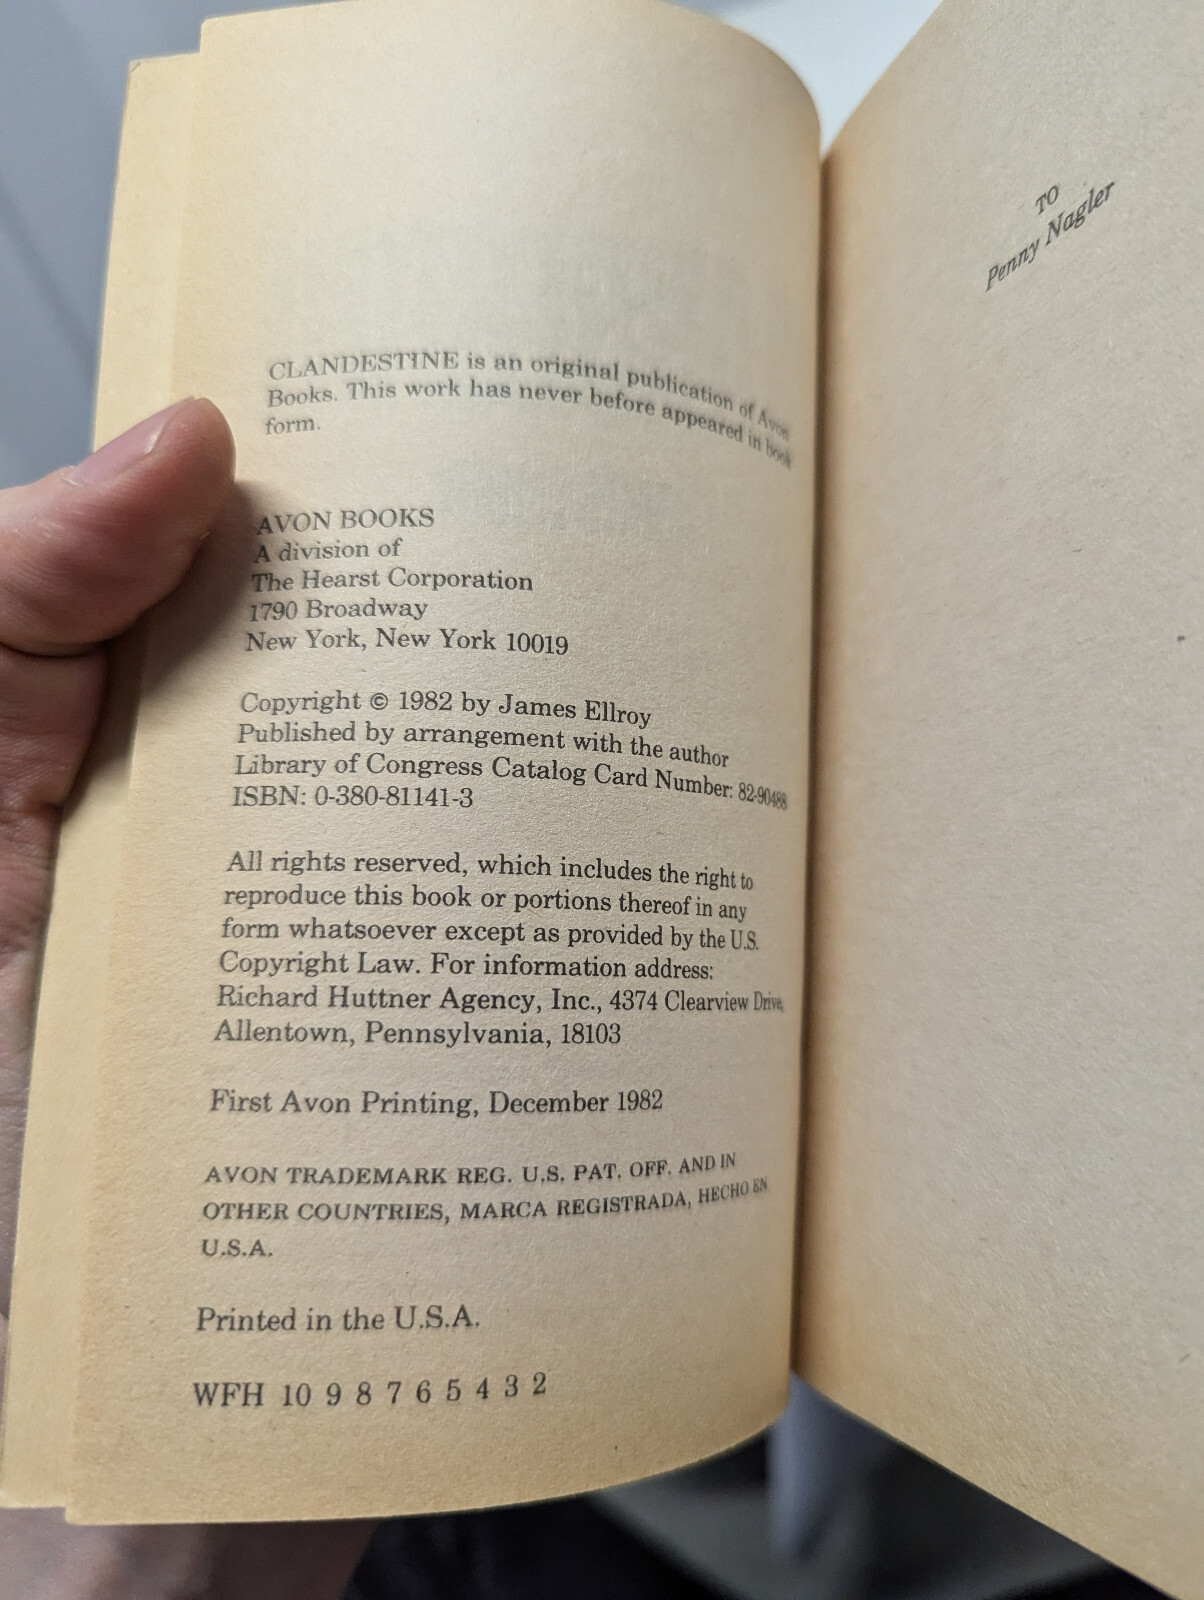 CLANDESTINE is an original publication of Avon
Books. This work has never before appeared in book
form.
AVON BOOKS
A division of
The Hearst Corporation
1790 Broadway
New York, New York 10019
Copyright © 1982 by James Ellroy
Published by arrangement with the author
Library of Congress Catalog Card Number: 82-90488
ISBN: 0-380-81141-3
All rights reserved, which includes the right to
reproduce this book or portions thereof in any
form whatsoever except as provided by the U.S.
Copyright Law. For information address:
Richard Huttner Agency, Inc., 4374 Clearview Drive,
Allentown, Pennsylvania, 18103
First Avon Printing, December 1982
AVON TRADEMARK REG. U.S. PAT. OFF. AND IN
OTHER COUNTRIES, MARCA REGISTRADA, HECHO EN
U.S.A.
Printed in the U.S.A.
WFH 10 9 8 7 6 5 4 3 2
TO
Penny Nagler